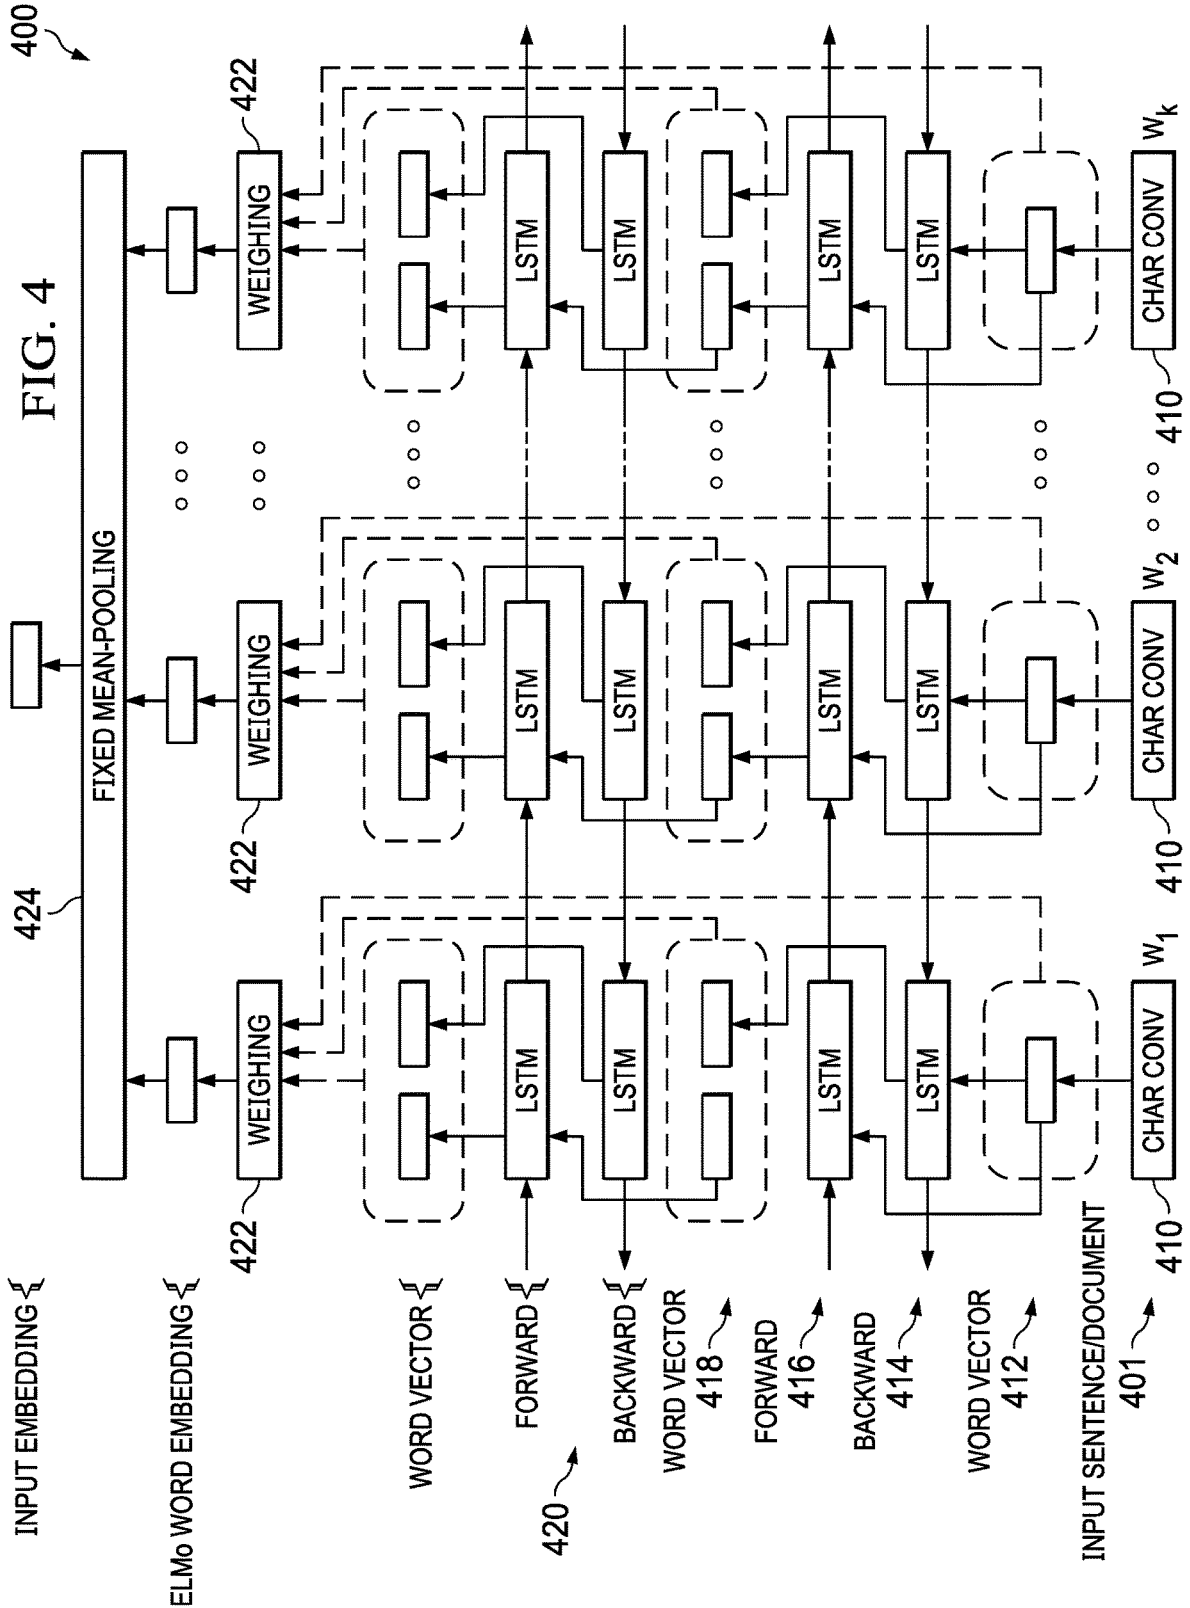 FIG. 4
400
INPUT EMBEDDING
424
FIXED MEAN-POOLING
ELMo WORD EMBEDDING
422
WEIGHING
422
WEIGHING
WEIGHING
422
WORD VECTOR
FORWARD
LSTM
LSTM
LSTM
420
BACKWARD
LSTM
LSTM
LSTM
WORD VECTOR
418
FORWARD
416
LSTM
LSTM
LSTM
BACKWARD
414
LSTM
LSTM
LSTM
WORD VECTOR
412
INPUT SENTENCE/DOCUMENT
401
410
CHAR CONV
W1
410
CHAR CONV
W2
410
CHAR CONV
Wk